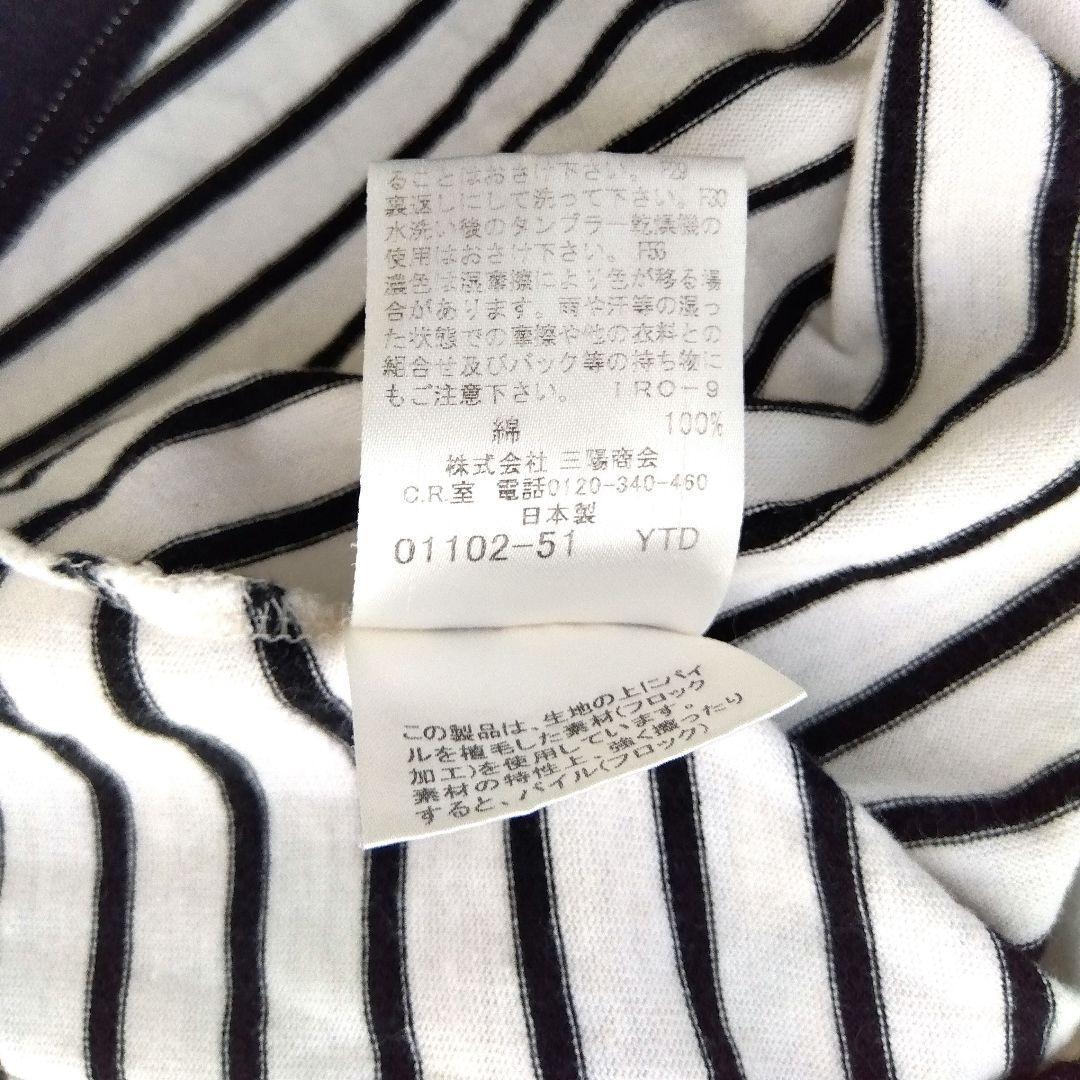 ることはおさけ下さい。 F29
裏返しにして洗って下さい。F30
水洗い後のタンブラー乾燥機の
使用はおさけ下さい。 F56
濃色は湿摩擦により色が移る場
合があります。雨や汗等の湿っ
た状態での摩擦や他の衣料との
組合せ及びバック等の持ち物に
もご注意下さい。 IRO-9
綿 100%
株式会社 三陽商会
C.R.室 電話0120-340-460
日本製
01102-51 YTD
この製品は、生地の上にパイ
ルを植毛した素材(フロック
加工)を使用しています。
素材の特性上、強く擦ったり
すると、パイル(フロック)